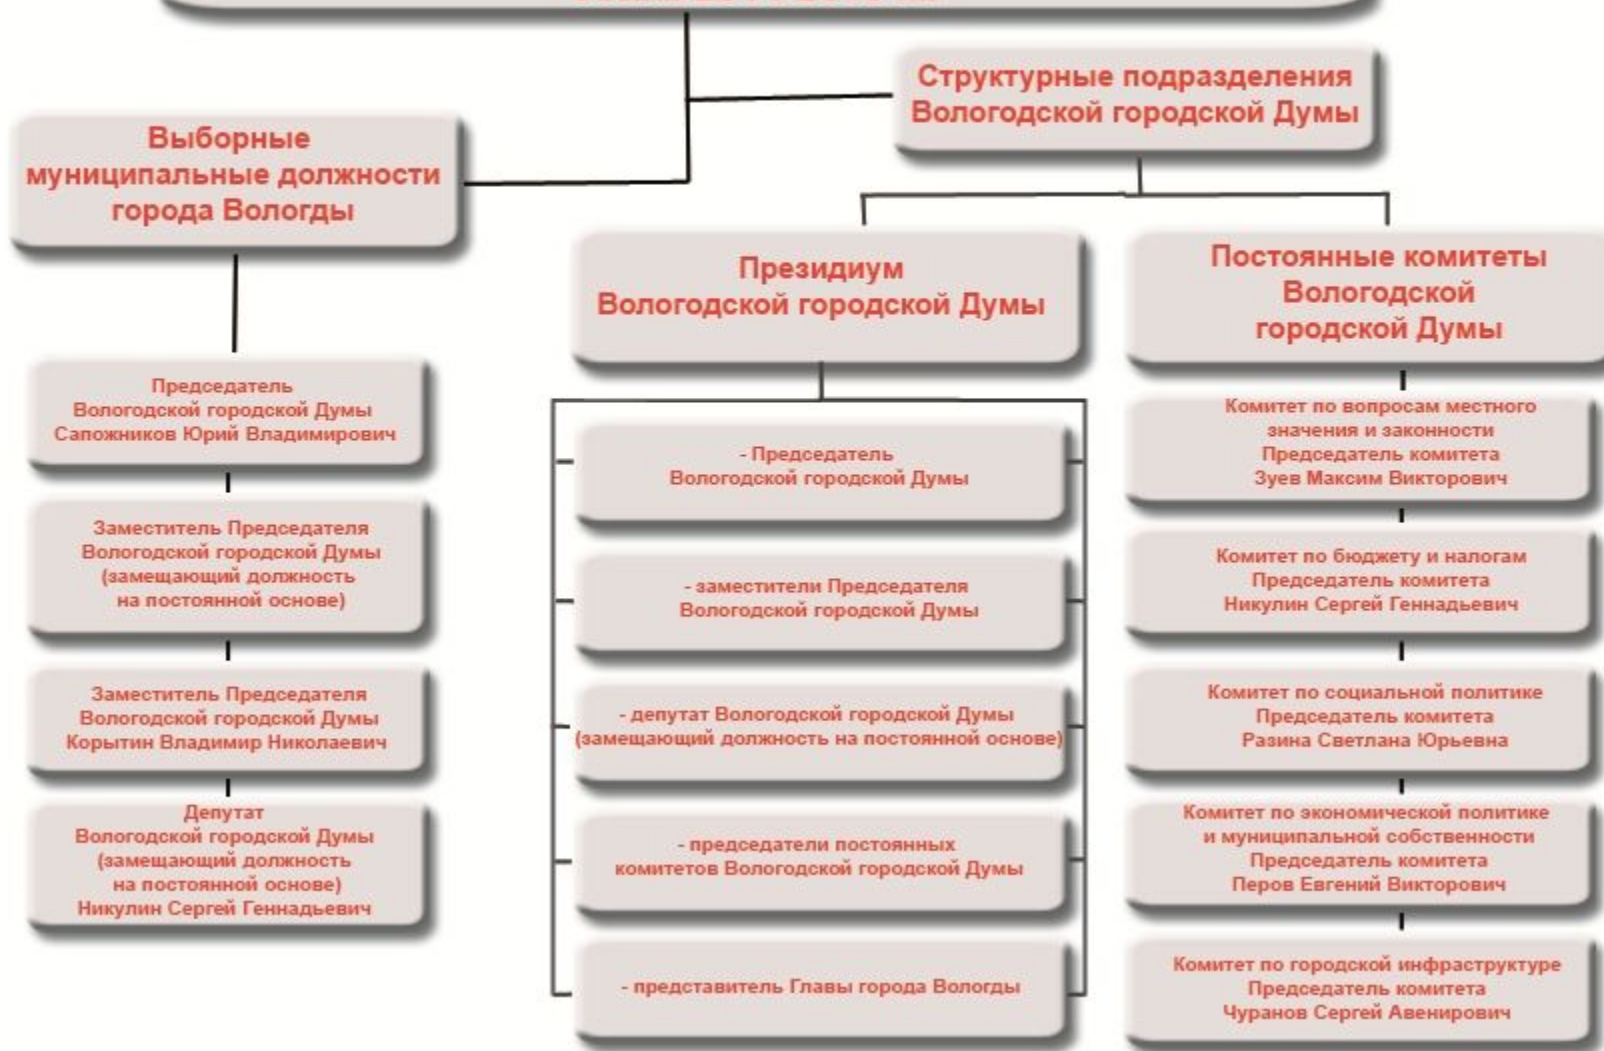 Структурные подразделения
Вологодской городской Думы
Выборные
муниципальные должности
города Вологды
Президиум
Вологодской городской Думы
Постоянные комитеты
Вологодской
городской Думы
Председатель
Вологодской городской Думы
Сапожников Юрий Владимирович
Заместитель Председателя
Вологодской городской Думы
(замещающий должность
на постоянной основе)
Заместитель Председателя
Вологодской городской Думы
Корытин Владимир Николаевич
Депутат
Вологодской городской Думы
(замещающий должность
на постоянной основе)
Никулин Сергей Геннадьевич
- Председатель
Вологодской городской Думы
- заместители Председателя
Вологодской городской Думы
- депутат Вологодской городской Думы
(замещающий должность на постоянной основе)
- председатели постоянных
комитетов Вологодской городской Думы
- представитель Главы города Вологды
Комитет по вопросам местного
значения и законности
Председатель комитета
Зуев Максим Викторович
Комитет по бюджету и налогам
Председатель комитета
Никулин Сергей Геннадьевич
Комитет по социальной политике
Председатель комитета
Разина Светлана Юрьевна
Комитет по экономической политике
и муниципальной собственности
Председатель комитета
Перов Евгений Викторович
Комитет по городской инфраструктуре
Председатель комитета
Чуранов Сергей Авенирович